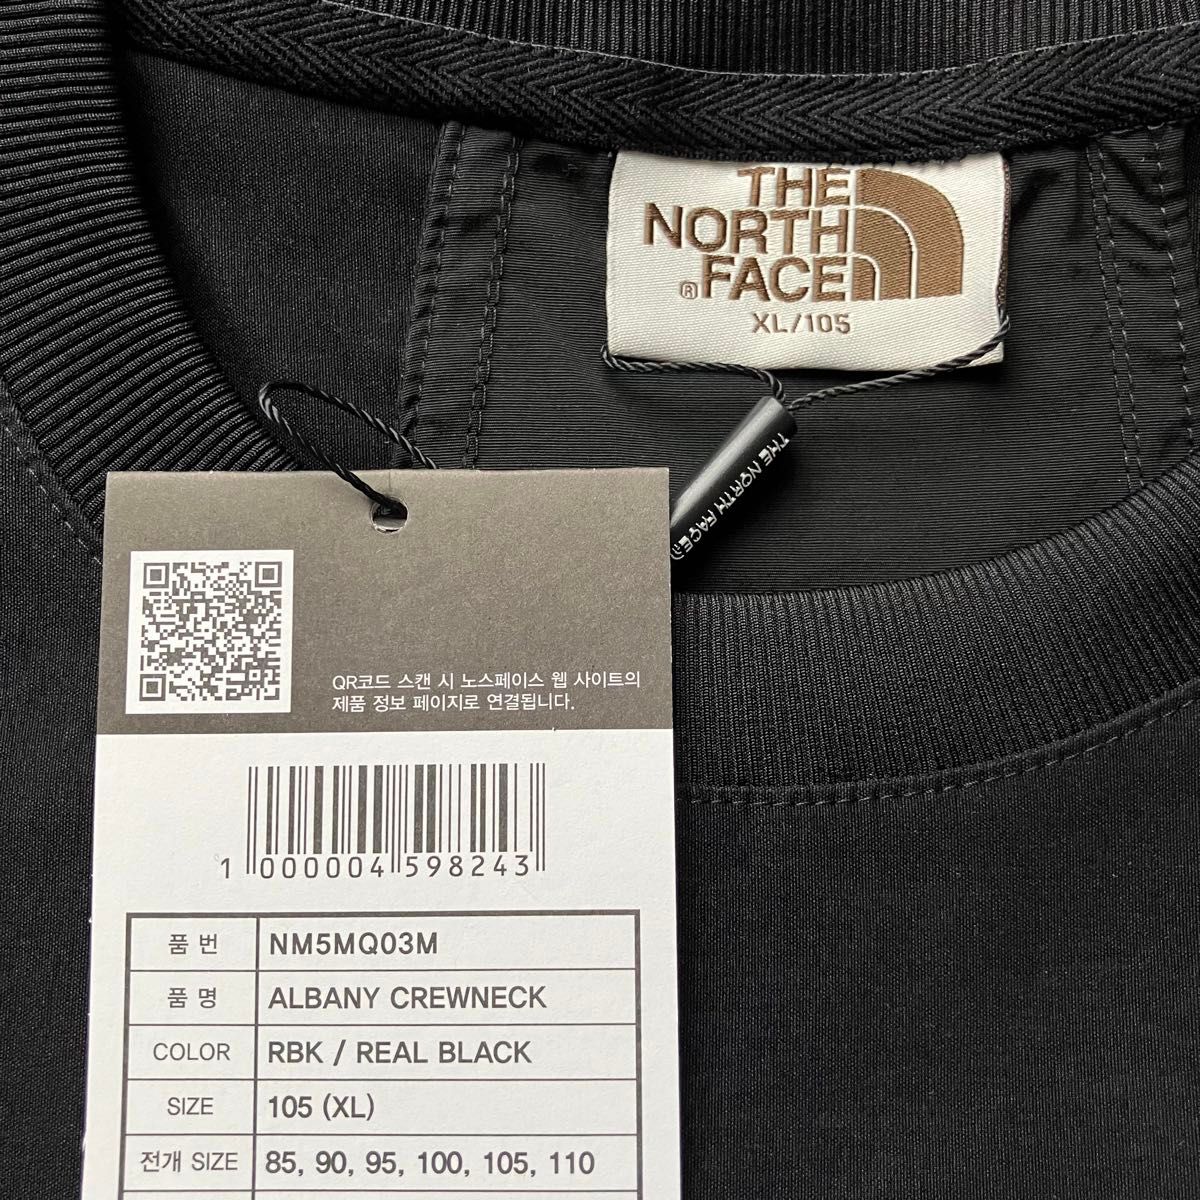 THE
NORTH
FACE
®
XL/105
THE NORTH FACE
QR코드 스캔 시 노스페이스 웹 사이트의
제품 정보 페이지로 연결됩니다.
1 000004 598243
품 번 NM5MQ03M
품 명 ALBANY CREWNECK
COLOR RBK / REAL BLACK
SIZE 105 (XL)
전개 SIZE 85, 90, 95, 100, 105, 110